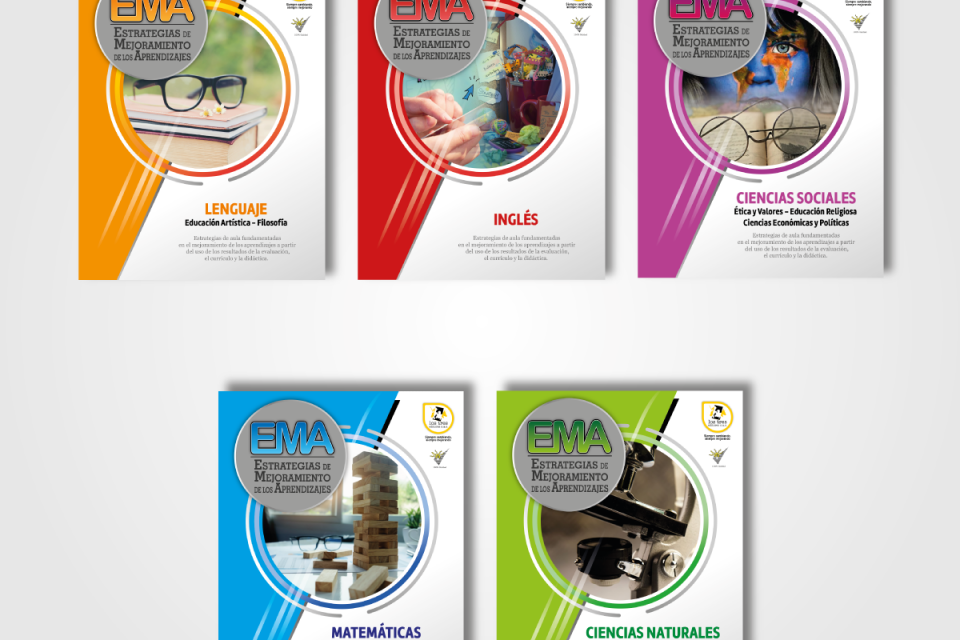 EMA
ESTRATEGIAS DE
MEJORAMIENTO
DE LOS APRENDIZAJES
LENGUAJE
Educación Artística – Filosofía
Estrategias de aula fundamentadas
en el mejoramiento de los aprendizajes a partir
del uso de los resultados de la evaluación,
el currículo y la didáctica.
EMA
ESTRATEGIAS DE
MEJORAMIENTO
DE LOS APRENDIZAJES
INGLÉS
Estrategias de aula fundamentadas
en el mejoramiento de los aprendizajes a partir
del uso de los resultados de la evaluación,
el currículo y la didáctica.
EMA
ESTRATEGIAS DE
MEJORAMIENTO
DE LOS APRENDIZAJES
CIENCIAS SOCIALES
Ética y Valores – Educación Religiosa
Ciencias Económicas y Políticas
Estrategias de aula fundamentadas
en el mejoramiento de los aprendizajes a partir
del uso de los resultados de la evaluación,
el currículo y la didáctica.
EMA
ESTRATEGIAS DE
MEJORAMIENTO
DE LOS APRENDIZAJES
MATEMÁTICAS
EMA
ESTRATEGIAS DE
MEJORAMIENTO
DE LOS APRENDIZAJES
CIENCIAS NATURALES